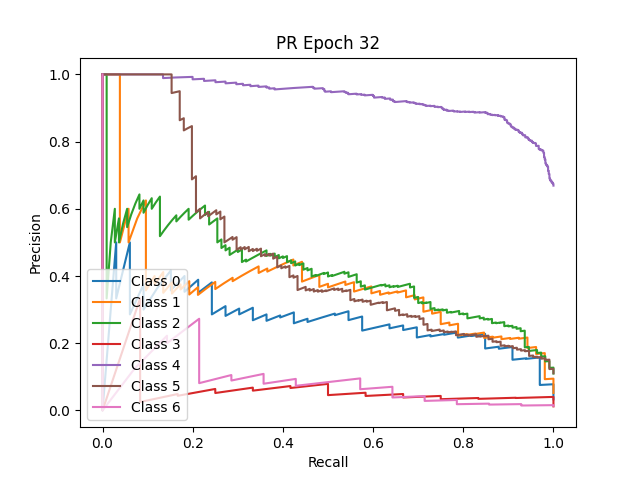 PR Epoch 32
Precision
1.0
0.8
0.6
0.4
0.2
0.0
Class 0
Class 1
Class 2
Class 3
Class 4
Class 5
Class 6
0.0 0.2 0.4 0.6 0.8 1.0
Recall